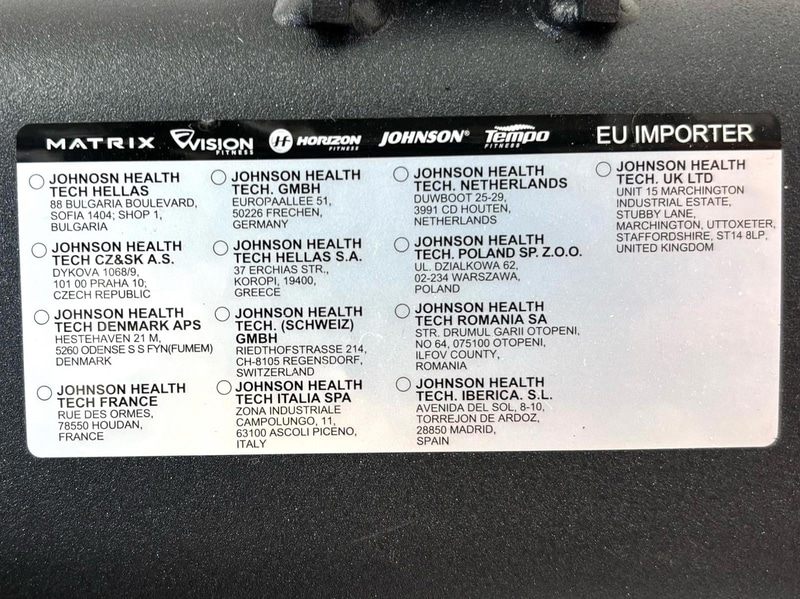 MATRIX VISION FITNESS HORIZON FITNESS JOHNSON® Tempo FITNESS EU IMPORTER
JOHNOSN HEALTH
TECH HELLAS
88 BULGARIA BOULEVARD,
SOFIA 1404; SHOP 1,
BULGARIA
JOHNSON HEALTH
TECH CZ&SK A.S.
DYKOVA 1068/9,
101 00 PRAHA 10;
CZECH REPUBLIC
JOHNSON HEALTH
TECH DENMARK APS
HESTEHAVEN 21 M,
5260 ODENSE S S FYN(FUMEM)
DENMARK
JOHNSON HEALTH
TECH FRANCE
RUE DES ORMES,
78550 HOUDAN,
FRANCE
JOHNSON HEALTH
TECH. GMBH
EUROPAALLEE 51,
50226 FRECHEN,
GERMANY
JOHNSON HEALTH
TECH HELLAS S.A.
37 ERCHIAS STR.,
KOROPI, 19400,
GREECE
JOHNSON HEALTH
TECH. (SCHWEIZ)
GMBH
RIEDTHOFSTRASSE 214,
CH-8105 REGENSDORF,
SWITZERLAND
JOHNSON HEALTH
TECH ITALIA SPA
ZONA INDUSTRIALE
CAMPOLUNGO, 11,
63100 ASCOLI PICENO,
ITALY
JOHNSON HEALTH
TECH. NETHERLANDS
DUWBOOT 25-29,
3991 CD HOUTEN,
NETHERLANDS
JOHNSON HEALTH
TECH. POLAND SP. Z.O.O.
UL. DZIALKOWA 62,
02-234 WARSZAWA,
POLAND
JOHNSON HEALTH
TECH ROMANIA SA
STR. DRUMUL GARII OTOPENI,
NO 64, 075100 OTOPENI,
ILFOV COUNTY,
ROMANIA
JOHNSON HEALTH
TECH. IBERICA. S.L.
AVENIDA DEL SOL, 8-10,
TORREJON DE ARDOZ,
28850 MADRID,
SPAIN
JOHNSON HEALTH
TECH. UK LTD
UNIT 15 MARCHINGTON
INDUSTRIAL ESTATE,
STUBBY LANE,
MARCHINGTON, UTTOXETER,
STAFFORDSHIRE, ST14 8LP,
UNITED KINGDOM